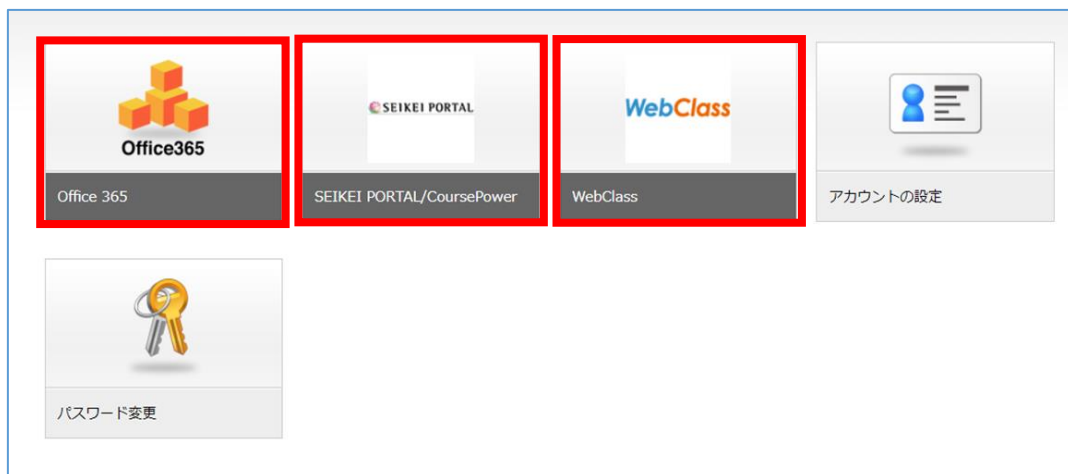 Office365
Office 365
SEIKEI PORTAL
SEIKEI PORTAL/CoursePower
WebClass
WebClass
アカウントの設定
パスワード変更